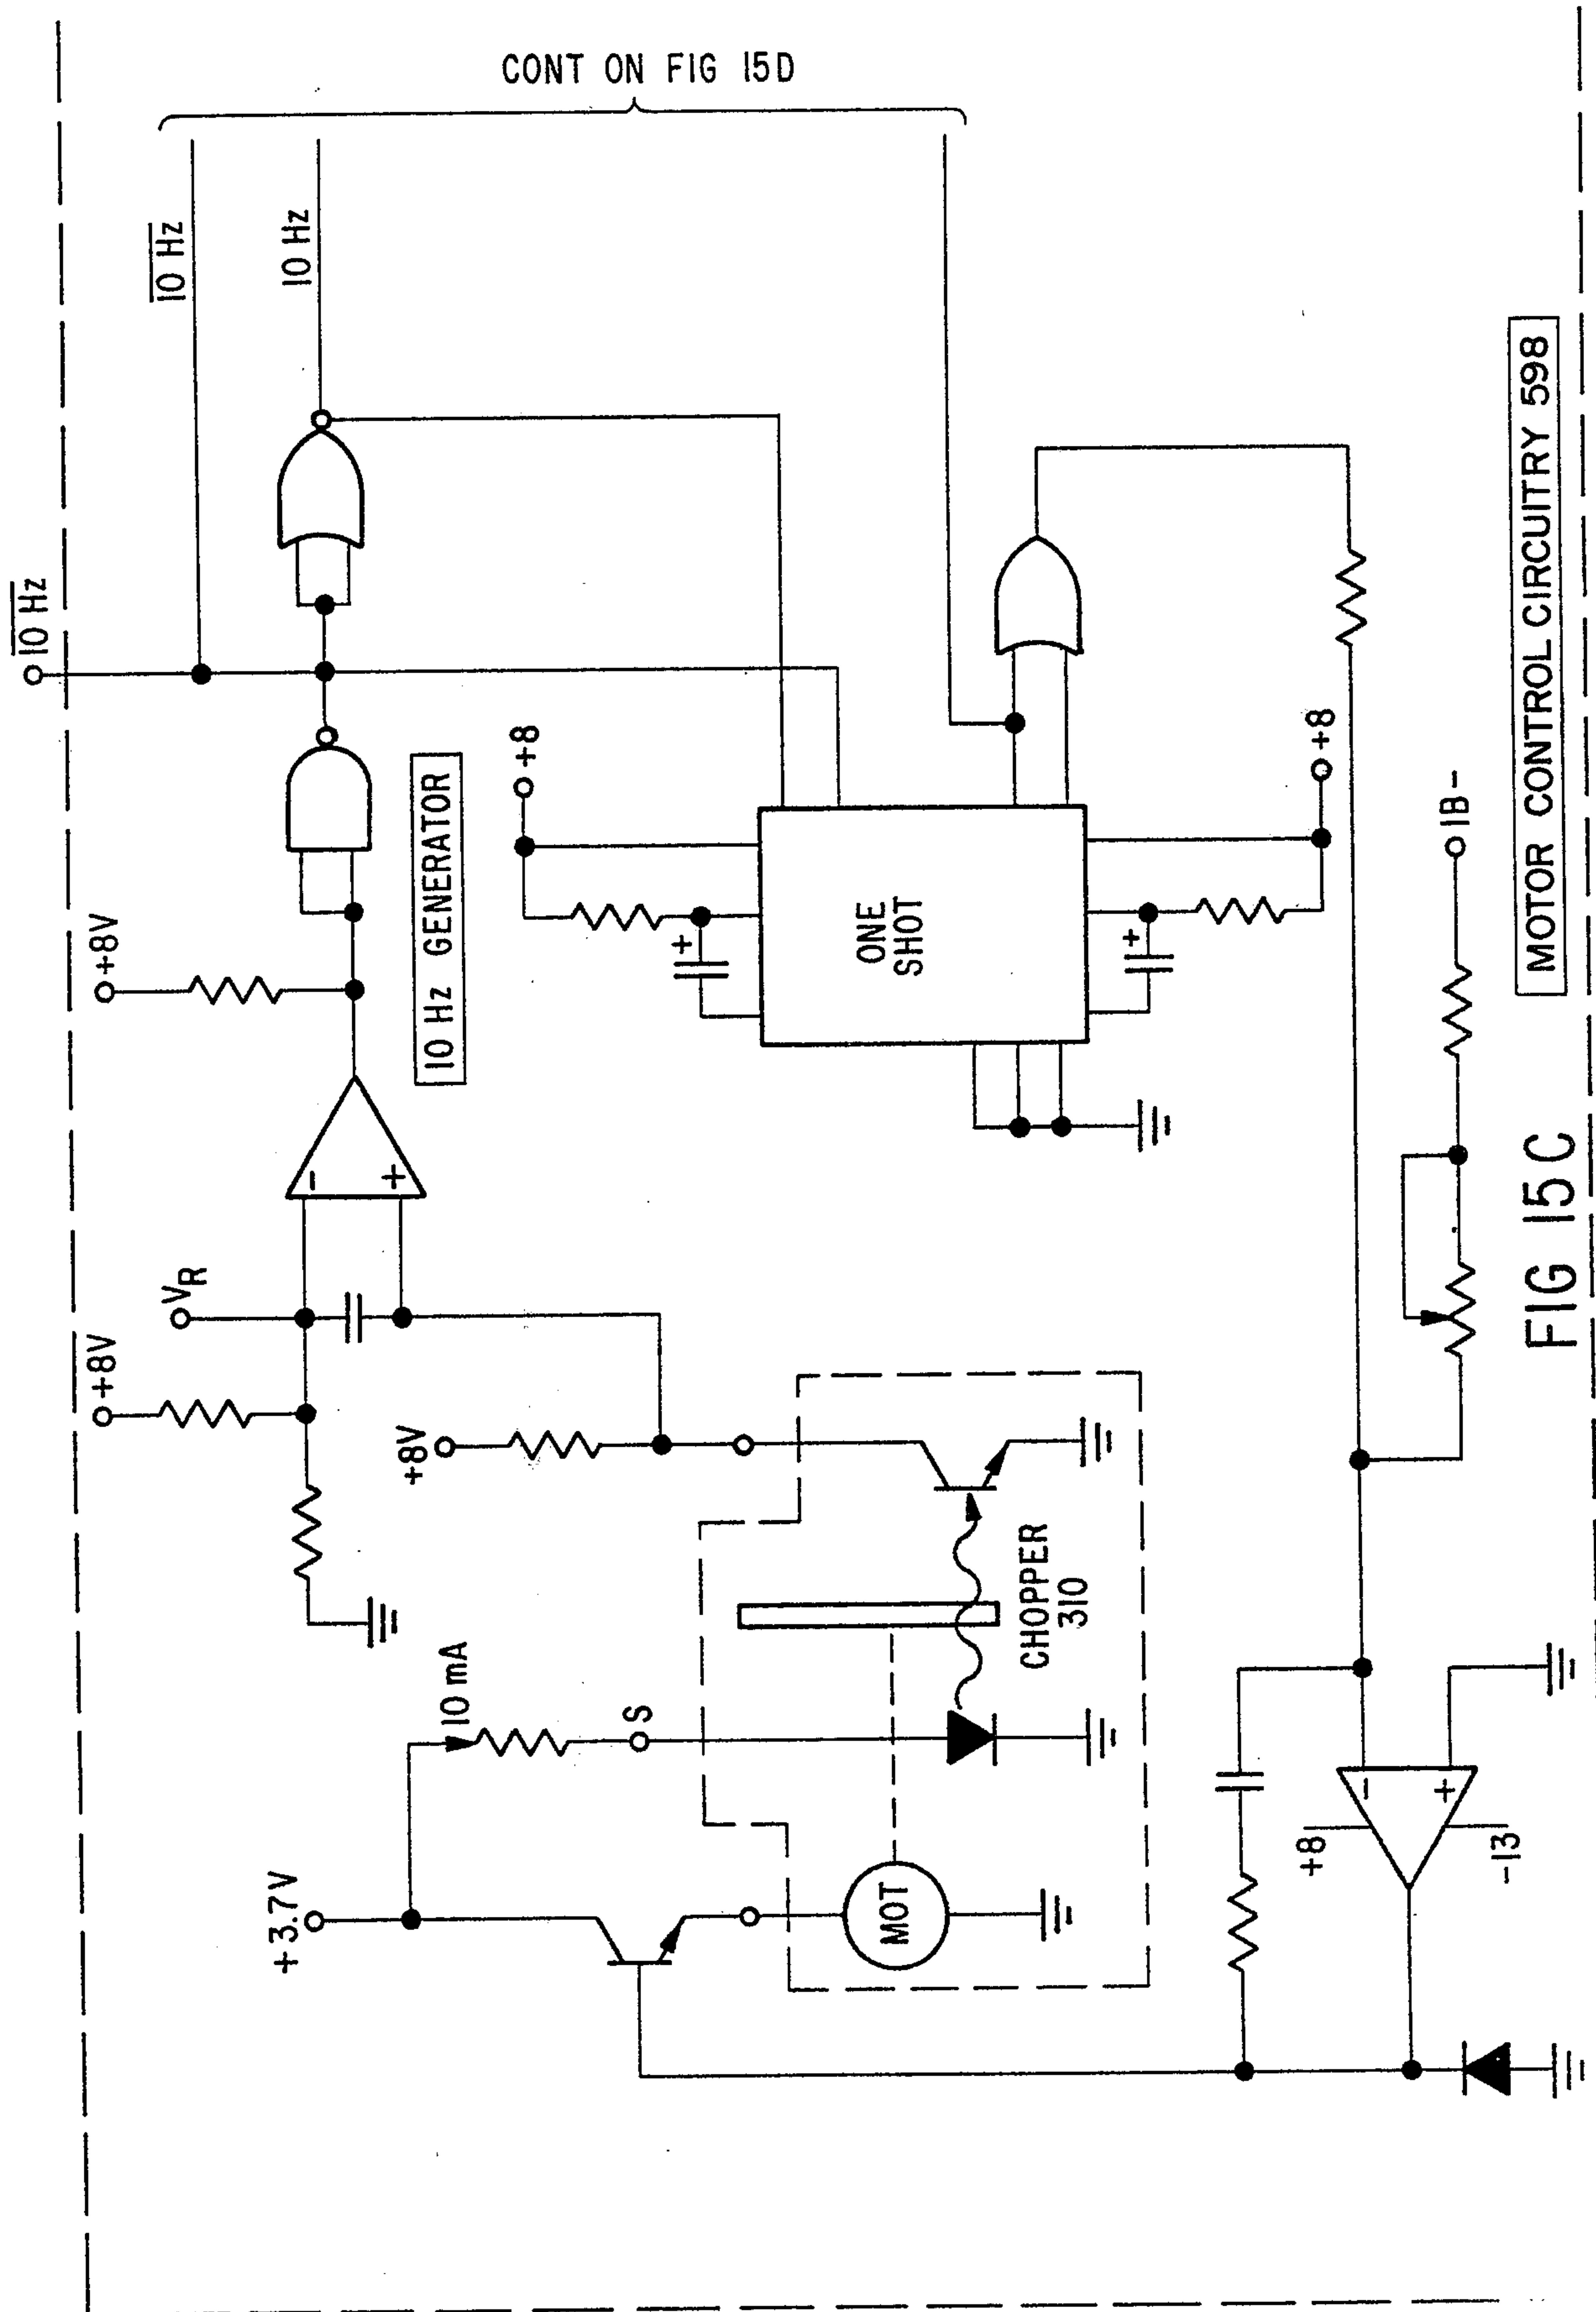 CONT ON FIG 15D
10 Hz
10 Hz
10 Hz
+8V
+8V
VR
10 Hz GENERATOR
-
+
+8V
+8
+
ONE
SHOT
+
+8
+3.7V
10 mA
S
MOT
CHOPPER
310
IB-
+8
-
+
-13
MOTOR CONTROL CIRCUITRY 598
FIG 15C